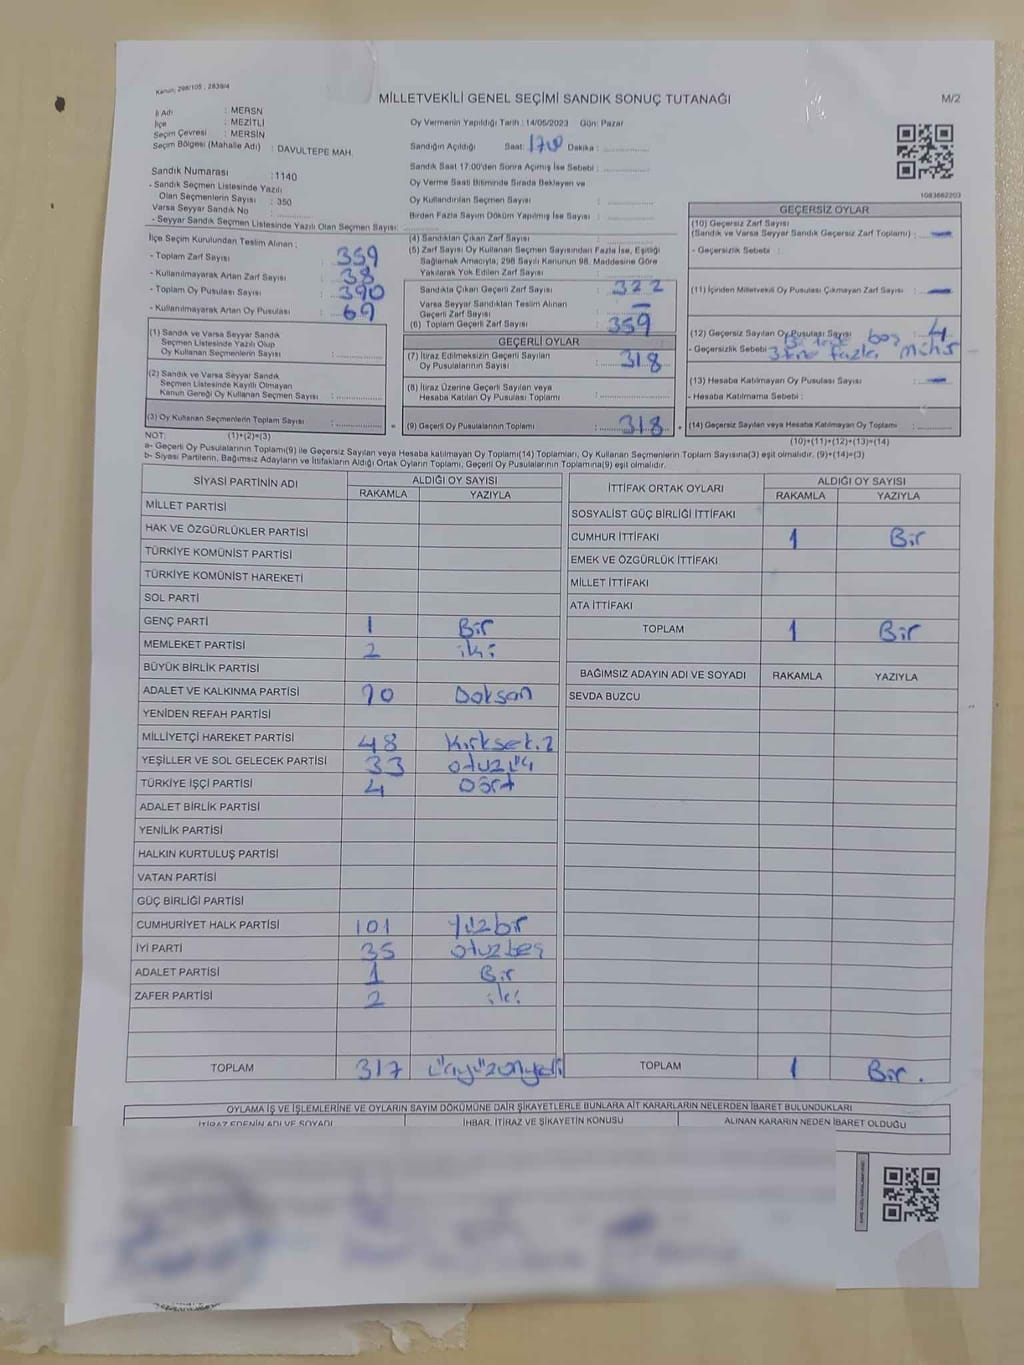 Kanun, 298/105 , 2839/4
MİLLETVEKİLİ GENEL SEÇİMİ SANDIK SONUÇ TUTANAĞI
M/2
İl Adı : MERSN
İlçe : MEZİTLİ
Seçim Çevresi : MERSİN
Seçim Bölgesi (Mahalle Adı) : DAVULTEPE MAH.
Sandık Numarası :1140
- Sandık Seçmen Listesinde Yazılı
Olan Seçmenlerin Sayısı : 350
Varsa Seyyar Sandık No :
- Seyyar Sandık Seçmen Listesinde Yazılı Olan Seçmen Sayısı:
İlçe Seçim Kurulundan Teslim Alınan ;
- Toplam Zarf Sayısı : 359
- Kullanılmayarak Artan Zarf Sayısı : 38
- Toplam Oy Pusulası Sayısı : 390
- Kullanılmayarak Artan Oy Pusulası : 69
(1) Sandık ve Varsa Seyyar Sandık
Seçmen Listesinde Yazılı Olup
Oy Kullanan Seçmenlerin Sayısı :
(2) Sandık ve Varsa Seyyar Sandık
Seçmen Listesinde Kayıtlı Olmayan
Kanun Gereği Oy Kullanan Seçmen Sayısı :
(3) Oy Kullanan Seçmenlerin Toplam Sayısı :
Oy Vermenin Yapıldığı Tarih : 14/05/2023 Gün: Pazar
Sandığın Açıldığı Saat: Dakika :
Sandık Saat 17:00'den Sonra Açılmış İse Sebebi :
Oy Verme Saati Bitiminde Sırada Bekleyen ve
Oy Kullandırılan Seçmen Sayısı :
Birden Fazla Sayım Döküm Yapılmış İse Sayısı :
(4) Sandıktan Çıkan Zarf Sayısı :
(5) Zarf Sayısı Oy Kullanan Seçmen Sayısından Fazla İse, Eşitliği
Sağlamak Amacıyla; 298 Sayılı Kanunun 98. Maddesine Göre
Yakılarak Yok Edilen Zarf Sayısı :
Sandıkta Çıkan Geçerli Zarf Sayısı : 322
Varsa Seyyar Sandıktan Teslim Alınan
Geçerli Zarf Sayısı : –
(6) Toplam Geçerli Zarf Sayısı : 359
GEÇERLİ OYLAR
(7) İtiraz Edilmeksizin Geçerli Sayılan
Oy Pusulalarının Sayısı : 318
(8) İtiraz Üzerine Geçerli Sayılan veya
Hesaba Katılan Oy Pusulası Toplamı :
(9) Geçerli Oy Pusulalarının Toplamı : 318
1083662203
GEÇERSİZ OYLAR
(10) Geçersiz Zarf Sayısı
(Sandık ve Varsa Seyyar Sandık Geçersiz Zarf Toplamı) : –
- Geçersizlik Sebebi :
(11) İçinden Milletvekili Oy Pusulası Çıkmayan Zarf Sayısı : –
(12) Geçersiz Sayılan Oy Pusulası Sayısı : 4
- Geçersizlik Sebebi : boş
fazla mühr
(13) Hesaba Katılmayan Oy Pusulası Sayısı : –
- Hesaba Katılmama Sebebi :
(14) Geçersiz Sayılan veya Hesaba Katılmayan Oy Toplamı :
NOT: (1)+(2)=(3)
(10)+(11)+(12)+(13)=(14)
a- Geçerli Oy Pusulalarının Toplamı(9) ile Geçersiz Sayılan veya Hesaba katılmayan Oy Toplamı(14) Toplamları, Oy Kullanan Seçmenlerin Toplam Sayısına(3) eşit olmalıdır. (9)+(14)=(3)
b- Siyasi Partilerin, Bağımsız Adayların ve İttifakların Aldığı Ortak Oyların Toplamı, Geçerli Oy Pusulalarının Toplamına(9) eşit olmalıdır.
SİYASİ PARTİNİN ADI ALDIĞI OY SAYISI
RAKAMLA YAZIYLA
MİLLET PARTİSİ
HAK VE ÖZGÜRLÜKLER PARTİSİ
TÜRKİYE KOMÜNİST PARTİSİ
TÜRKİYE KOMÜNİST HAREKETİ
SOL PARTİ
GENÇ PARTİ 1 Bir
MEMLEKET PARTİSİ 2 iki
BÜYÜK BİRLİK PARTİSİ
ADALET VE KALKINMA PARTİSİ 90 Doksan
YENİDEN REFAH PARTİSİ
MİLLİYETÇİ HAREKET PARTİSİ 48
YEŞİLLER VE SOL GELECEK PARTİSİ 33 otuzüç
TÜRKİYE İŞÇİ PARTİSİ 4 Dört
ADALET BİRLİK PARTİSİ
YENİLİK PARTİSİ
HALKIN KURTULUŞ PARTİSİ
VATAN PARTİSİ
GÜÇ BİRLİĞİ PARTİSİ
CUMHURİYET HALK PARTİSİ 101 Yüzbir
İYİ PARTİ 35 otuzbeş
ADALET PARTİSİ 1 Bir
ZAFER PARTİSİ 2 iki
TOPLAM 317 üçyüzonyedi
İTTİFAK ORTAK OYLARI ALDIĞI OY SAYISI
RAKAMLA YAZIYLA
SOSYALİST GÜÇ BİRLİĞİ İTTİFAKI
CUMHUR İTTİFAKI 1 Bir
EMEK VE ÖZGÜRLÜK İTTİFAKI
MİLLET İTTİFAKI
ATA İTTİFAKI
TOPLAM 1 Bir
BAĞIMSIZ ADAYIN ADI VE SOYADI RAKAMLA YAZIYLA
SEVDA BUZCU
TOPLAM 1 Bir.
OYLAMA İŞ VE İŞLEMLERİNE VE OYLARIN SAYIM DÖKÜMÜNE DAİR ŞİKAYETLERLE BUNLARA AİT KARARLARIN NELERDEN İBARET BULUNDUKLARI
İTİRAZ EDENİN ADI VE SOYADI İHBAR, İTİRAZ VE ŞİKAYETİN KONUSU ALINAN KARARIN NEDEN İBARET OLDUĞU